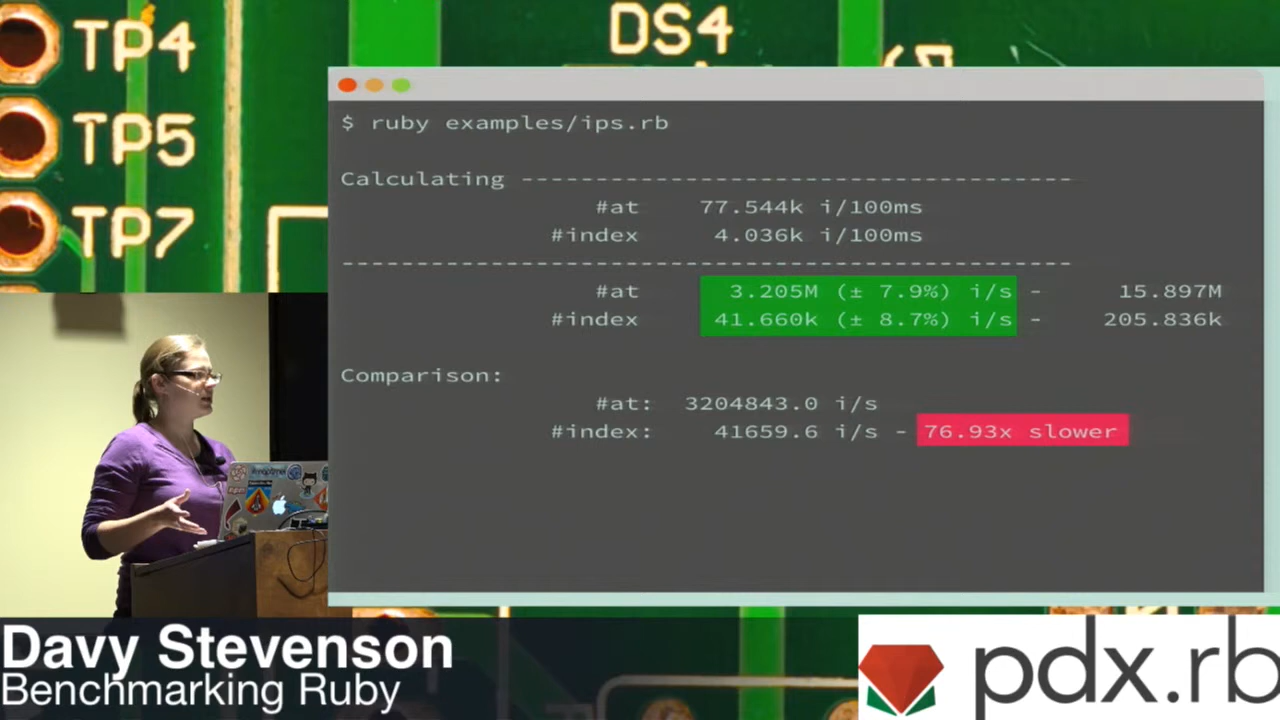 TP4
TP5
TP7
DS4
$ ruby examples/ips.rb
Calculating -------------------------------------
#at 77.544k i/100ms
#index 4.036k i/100ms
-------------------------------------------------
#at 3.205M (± 7.9%) i/s - 15.897M
#index 41.660k (± 8.7%) i/s - 205.836k
Comparison:
#at: 3204843.0 i/s
#index: 41659.6 i/s - 76.93x slower
Davy Stevenson
Benchmarking Ruby
pdx.rb